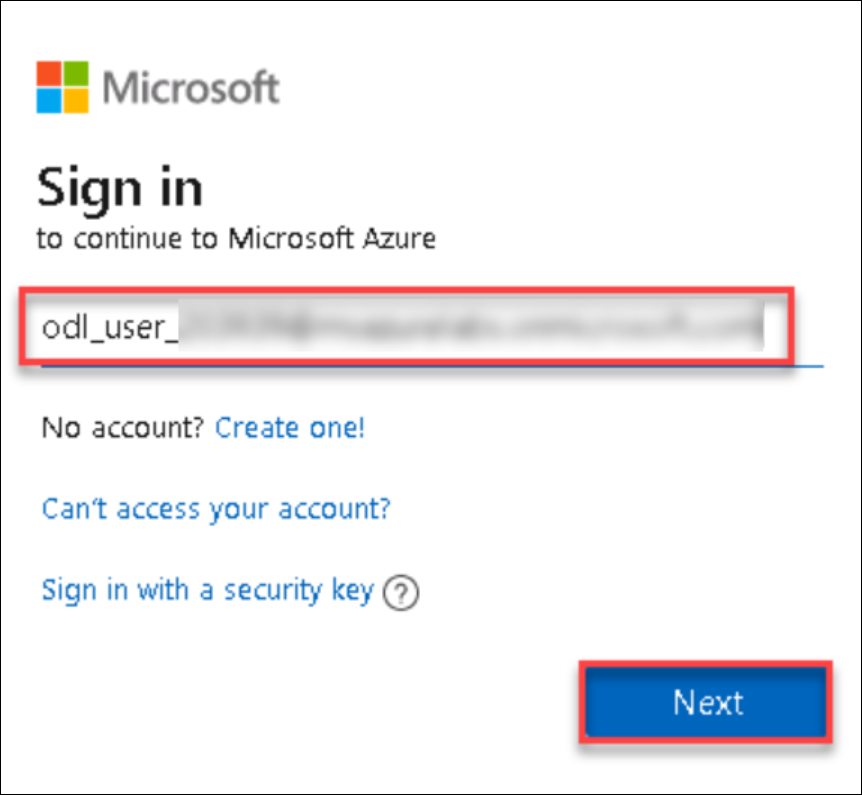 Microsoft
Sign in
to continue to Microsoft Azure
odl_user_
No account? Create one!
Can't access your account?
Sign in with a security key ?
Next